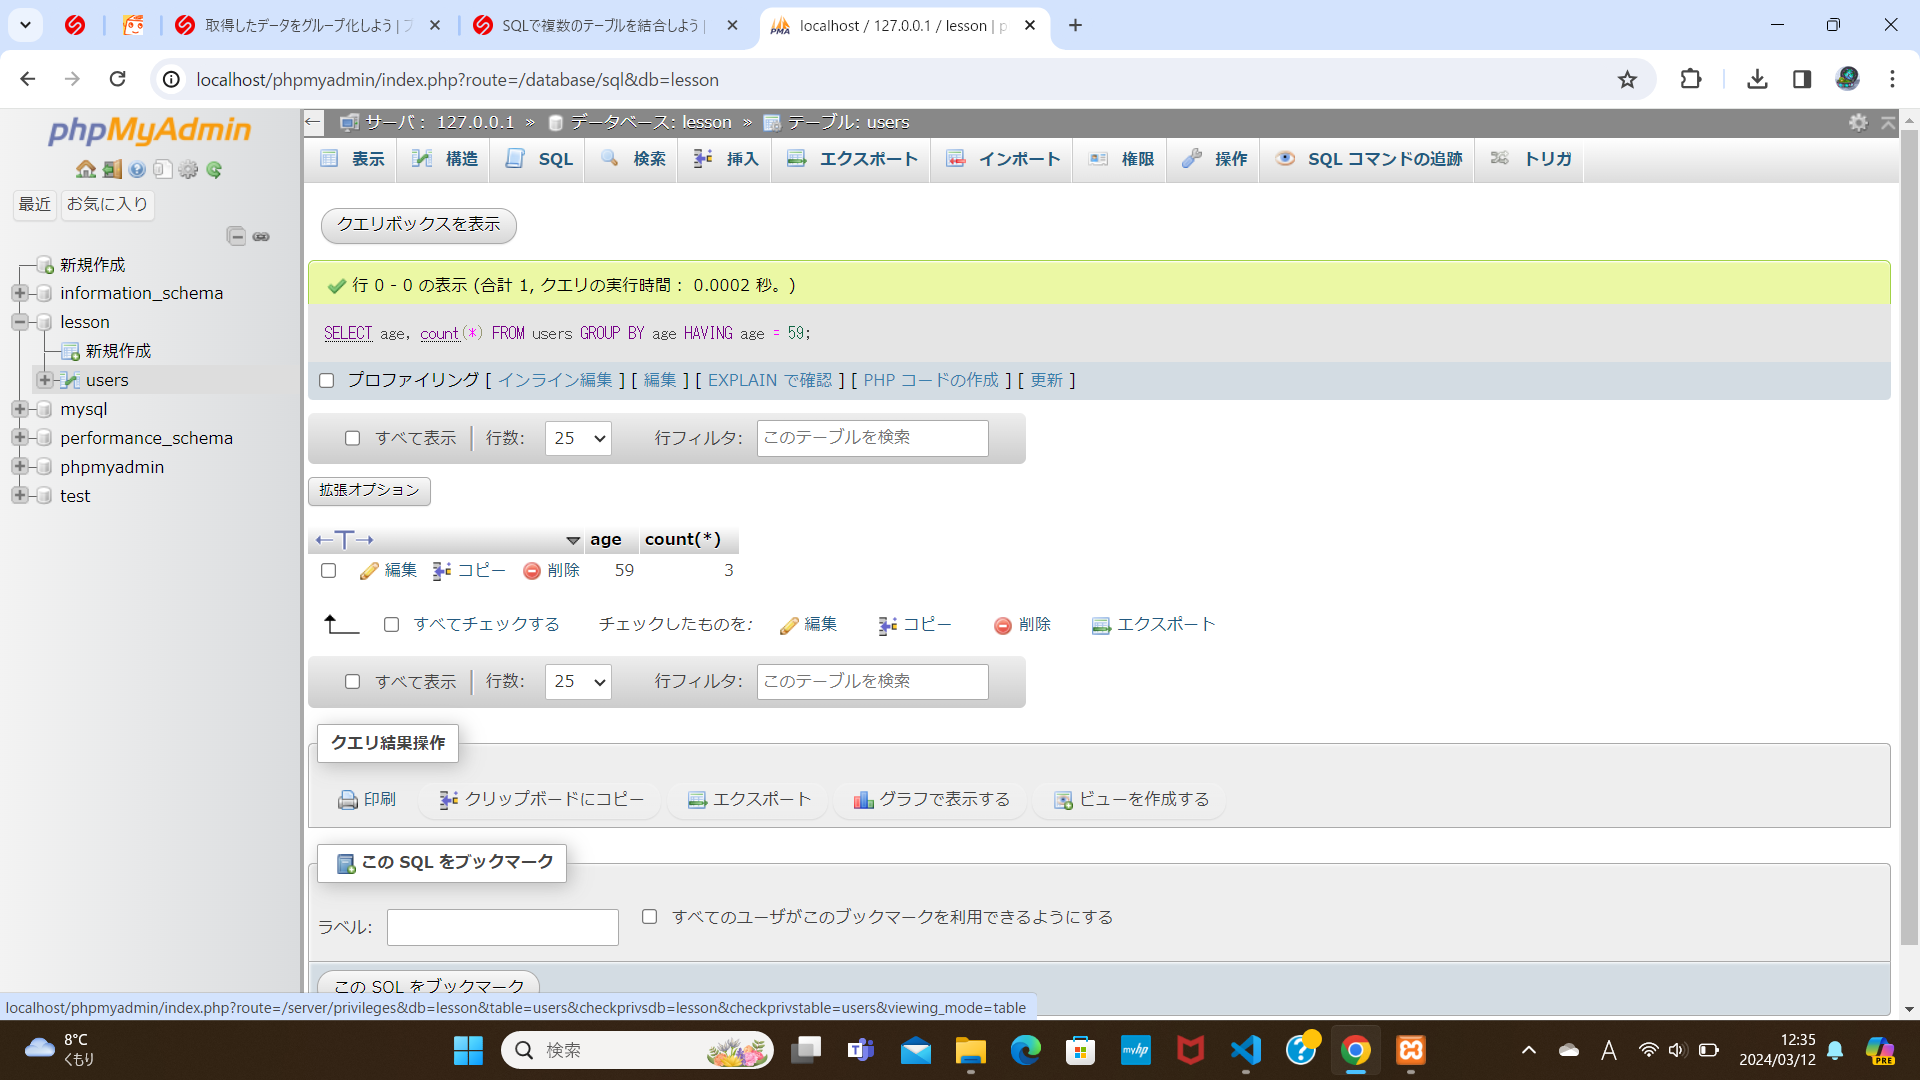 取得したデータをグループ化しよう |
SQLで複数のテーブルを結合しよう |
localhost / 127.0.0.1 / lesson | p
localhost/phpmyadmin/index.php?route=/database/sql&db=lesson
phpMyAdmin
最近
お気に入り
新規作成
information_schema
lesson
新規作成
users
mysql
performance_schema
phpmyadmin
test
サーバ: 127.0.0.1 » データベース: lesson » テーブル: users
表示 構造 SQL 検索 挿入 エクスポート インポート 権限 操作 SQL コマンドの追跡 トリガ
クエリボックスを表示
行 0 - 0 の表示 (合計 1, クエリの実行時間: 0.0002 秒。)
SELECT age, count(*) FROM users GROUP BY age HAVING age = 59;
プロファイリング [ インライン編集 ] [ 編集 ] [ EXPLAIN で確認 ] [ PHP コードの作成 ] [ 更新 ]
すべて表示 行数: 25 行フィルタ: このテーブルを検索
拡張オプション
←T→ age count(*)
編集 コピー 削除 59 3
すべてチェックする チェックしたものを: 編集 コピー 削除 エクスポート
すべて表示 行数: 25 行フィルタ: このテーブルを検索
クエリ結果操作
印刷 クリップボードにコピー エクスポート グラフで表示する ビューを作成する
この SQL をブックマーク
ラベル: すべてのユーザがこのブックマークを利用できるようにする
この SQL をブックマーク
localhost/phpmyadmin/index.php?route=/server/privileges&db=lesson&table=users&checkprivsdb=lesson&checkprivstable=users&viewing_mode=table
8°C
くもり
検索
myhp
A
12:35
2024/03/12
PRE